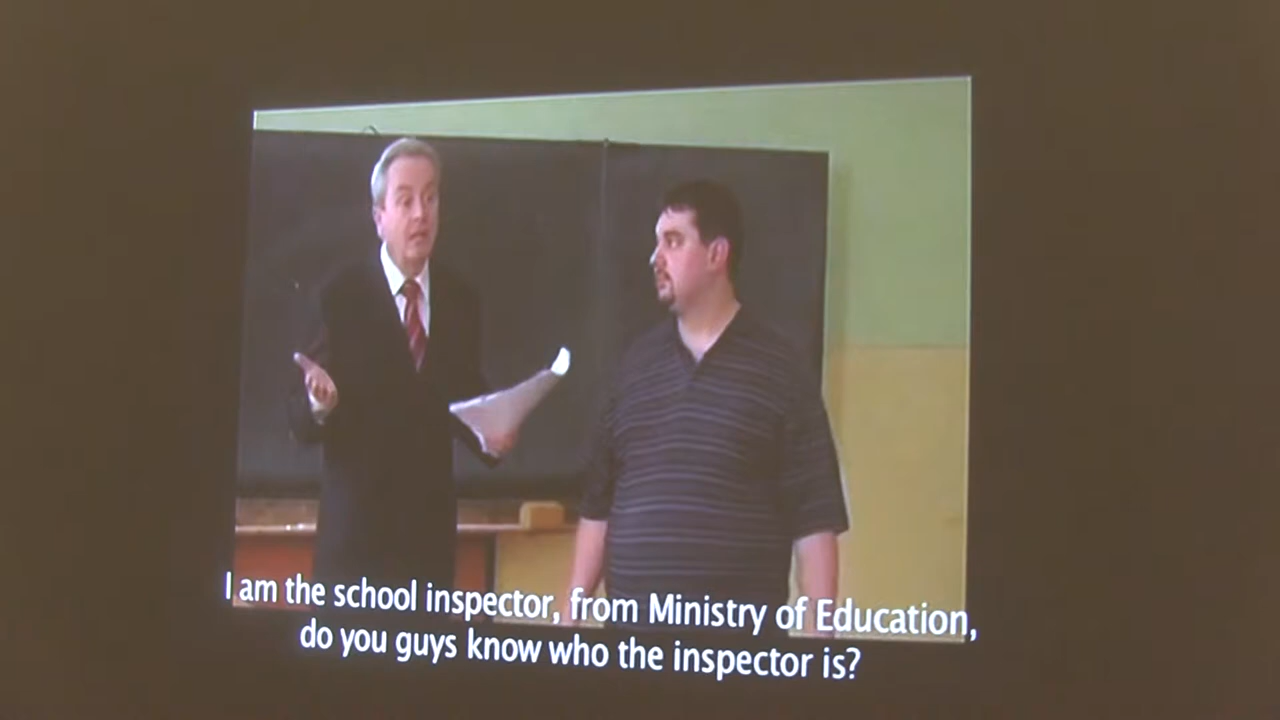 I am the school inspector, from Ministry of Education,
do you guys know who the inspector is?